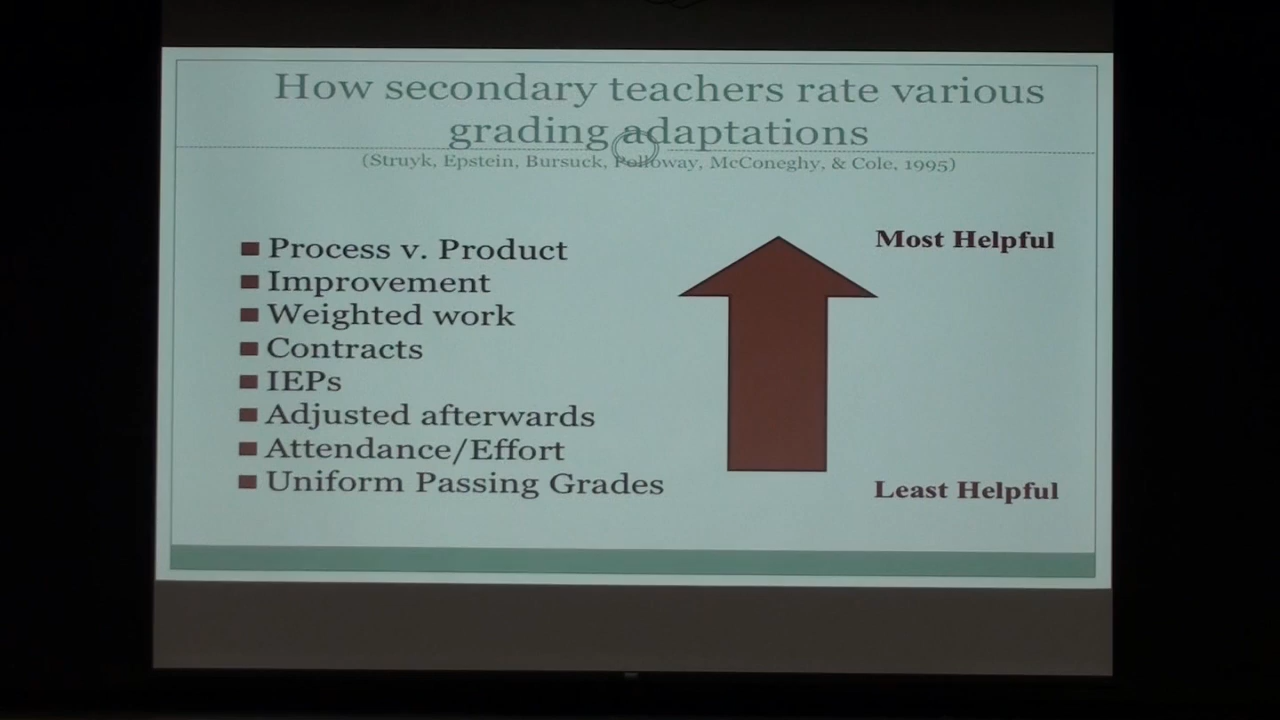 How secondary teachers rate various
grading adaptations
(Struyk, Epstein, Bursuck, Polloway, McConeghy, & Cole, 1995)
Process v. Product
Improvement
Weighted work
Contracts
IEPs
Adjusted afterwards
Attendance/Effort
Uniform Passing Grades
Most Helpful
Least Helpful